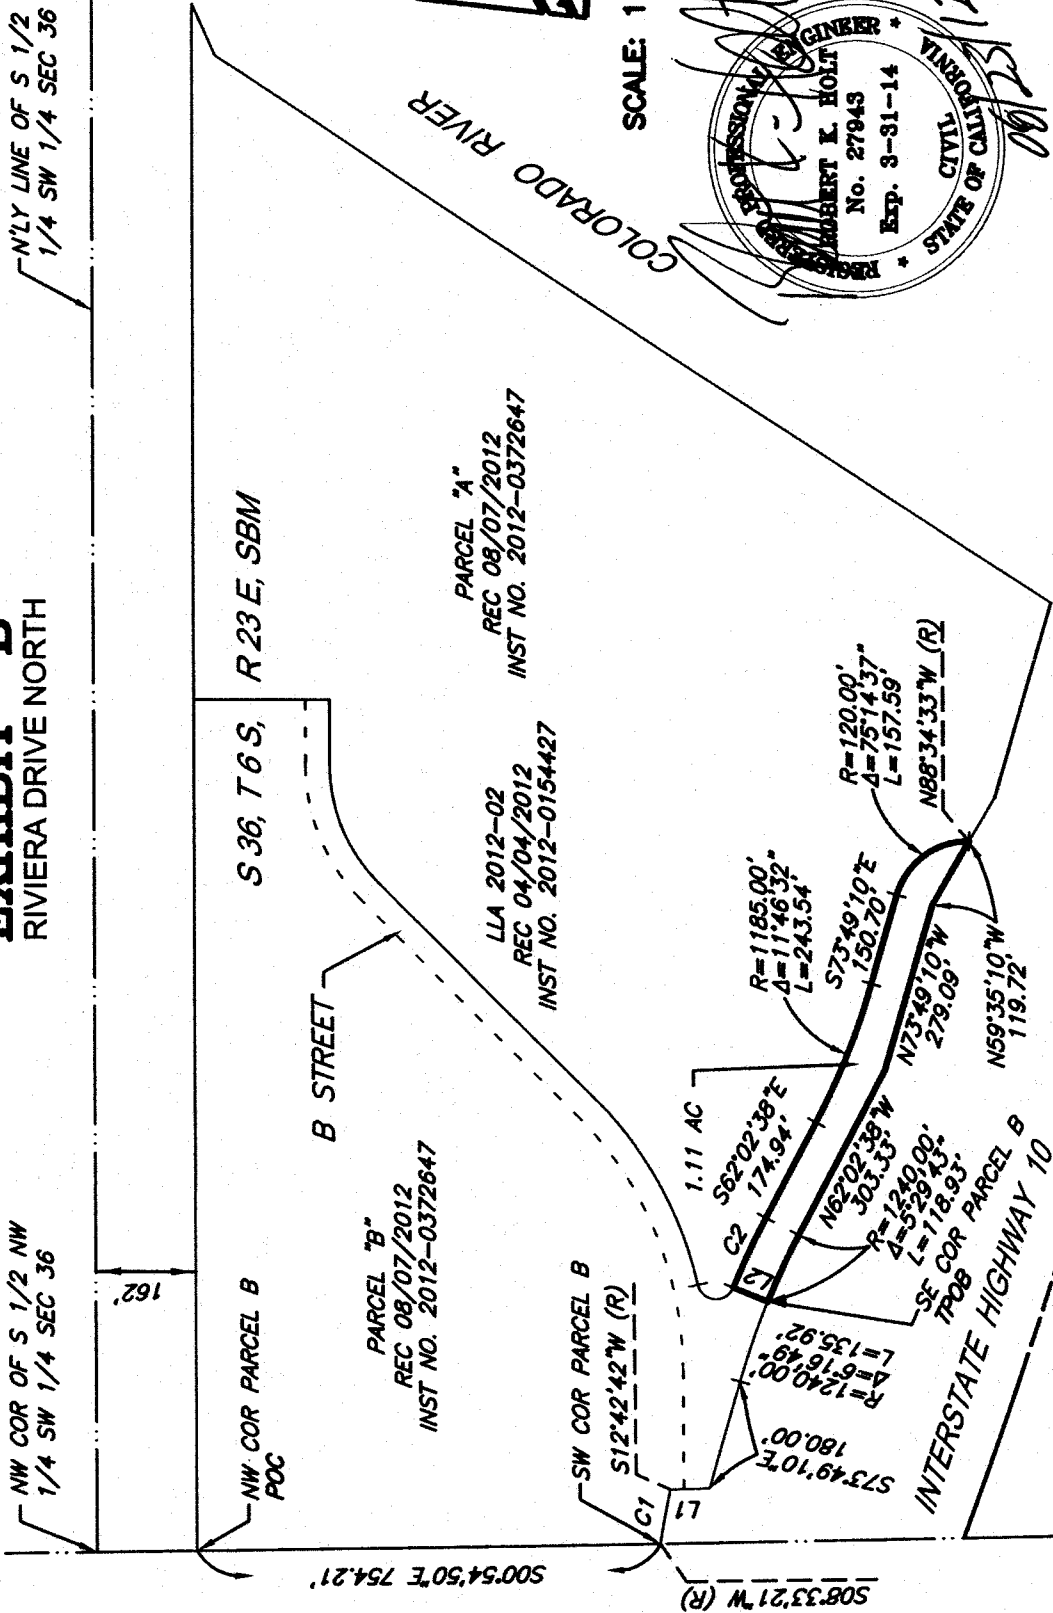 RIVIERA DRIVE NORTH
NW COR OF S 1/2 NW
1/4 SW 1/4 SEC 36
N'LY LINE OF S 1/2
1/4 SW 1/4 SEC 36
162'
NW COR PARCEL B
POC
S 36, T 6 S, R 23 E, SBM
COLORADO RIVER
SCALE: 1
B STREET
PARCEL "B"
REC 08/07/2012
INST NO. 2012-0372647
LLA 2012-02
REC 04/04/2012
INST NO. 2012-0154427
PARCEL "A"
REC 08/07/2012
INST NO. 2012-0372647
REGISTERED PROFESSIONAL ENGINEER
ROBERT K. HOLT
No. 27943
Exp. 3-31-14
CIVIL
STATE OF CALIFORNIA
S00°54'50"E 754.21'
SW COR PARCEL B
S12°42'42"W (R)
C1
L1
S08°33'21"W (R)
S73°49'10"E
180.00'
R=1240.00'
Δ=6°16'49"
L=135.92'
1.11 AC
C2
L2
S62°02'38"E
174.94'
R=1185.00'
Δ=11°46'32"
L=243.54'
S73°49'10"E
150.70'
R=120.00'
Δ=75°14'37"
L=157.59'
N88°34'33"W (R)
N62°02'38"W
303.33'
N73°49'10"W
279.09'
N59°35'10"W
119.72'
R=1240.00'
Δ=5°29'43"
L=118.93'
SE COR PARCEL B
TPOB
INTERSTATE HIGHWAY 10